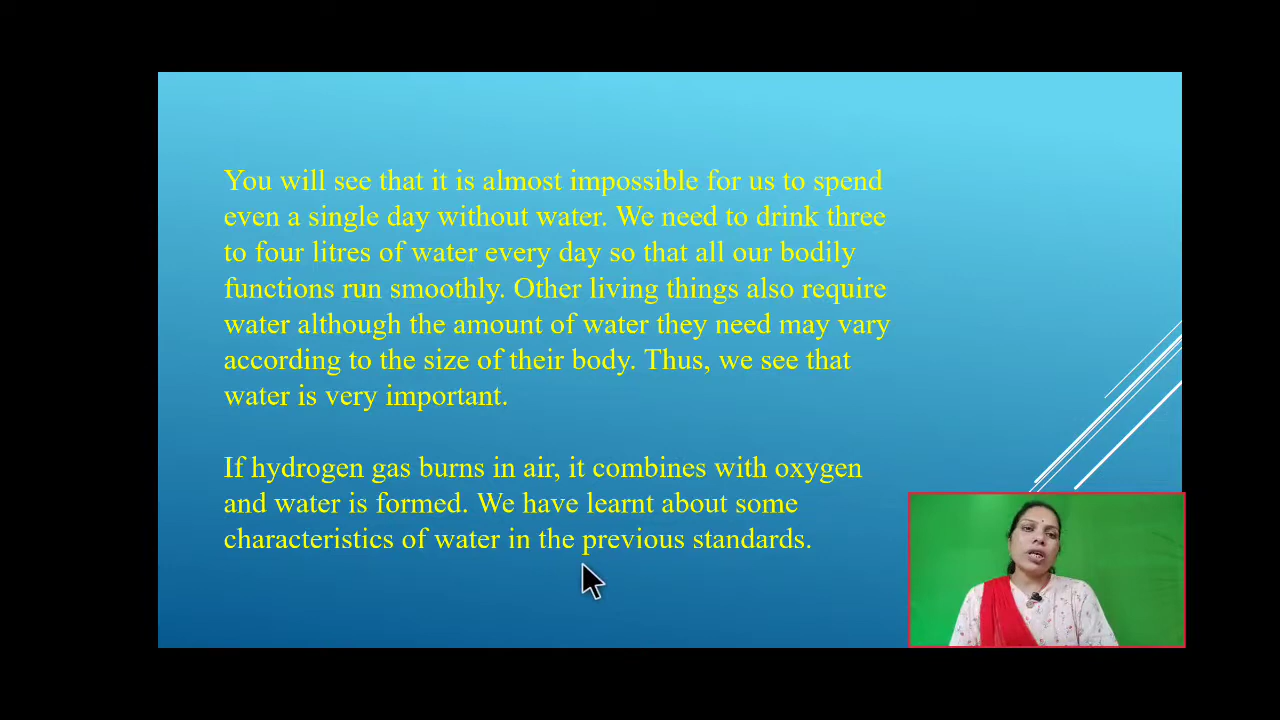 You will see that it is almost impossible for us to spend
even a single day without water. We need to drink three
to four litres of water every day so that all our bodily
functions run smoothly. Other living things also require
water although the amount of water they need may vary
according to the size of their body. Thus, we see that
water is very important.
If hydrogen gas burns in air, it combines with oxygen
and water is formed. We have learnt about some
characteristics of water in the previous standards.